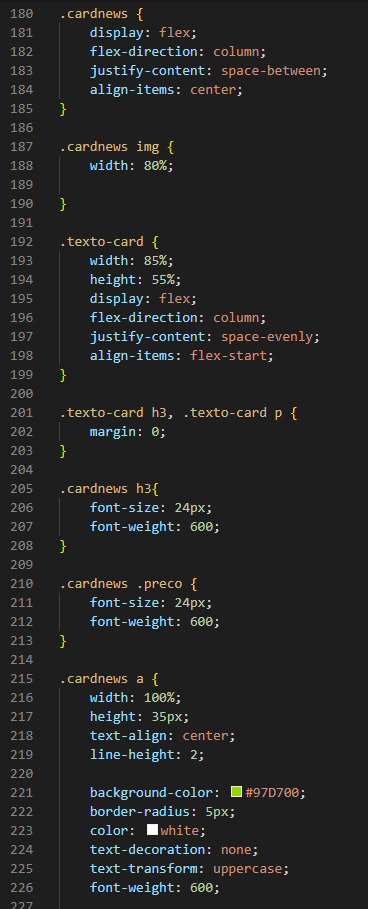 180 .cardnews {
181     display: flex;
182     flex-direction: column;
183     justify-content: space-between;
184     align-items: center;
185 }
186
187 .cardnews img {
188     width: 80%;
189
190 }
191
192 .texto-card {
193     width: 85%;
194     height: 55%;
195     display: flex;
196     flex-direction: column;
197     justify-content: space-evenly;
198     align-items: flex-start;
199 }
200
201 .texto-card h3, .texto-card p {
202     margin: 0;
203 }
204
205 .cardnews h3{
206     font-size: 24px;
207     font-weight: 600;
208 }
209
210 .cardnews .preco {
211     font-size: 24px;
212     font-weight: 600;
213 }
214
215 .cardnews a {
216     width: 100%;
217     height: 35px;
218     text-align: center;
219     line-height: 2;
220
221     background-color: #97D700;
222     border-radius: 5px;
223     color: white;
224     text-decoration: none;
225     text-transform: uppercase;
226     font-weight: 600;
227